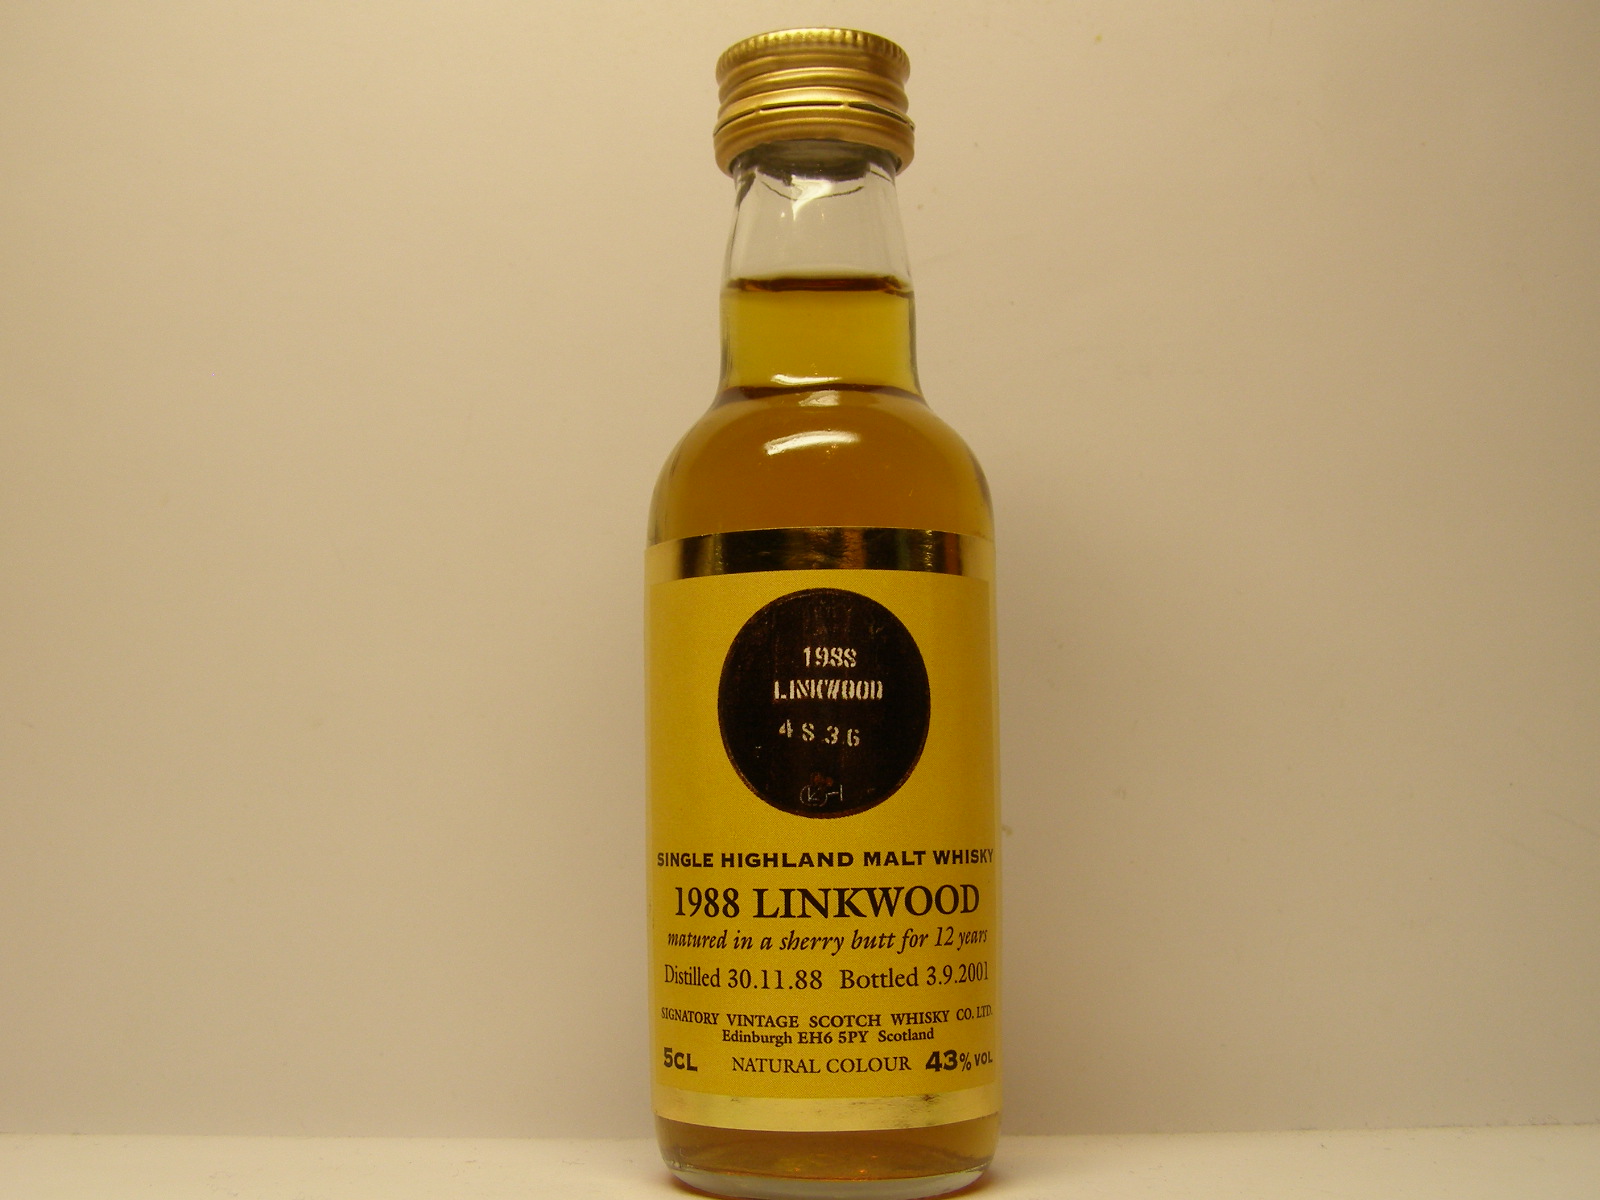 1988
LINKWOOD
4836
SINGLE HIGHLAND MALT WHISKY
1988 LINKWOOD
matured in a sherry butt for 12 years
Distilled 30.11.88 Bottled 3.9.2001
SIGNATORY VINTAGE SCOTCH WHISKY CO. LTD.
Edinburgh EH6 5PY Scotland
5CL NATURAL COLOUR 43% VOL